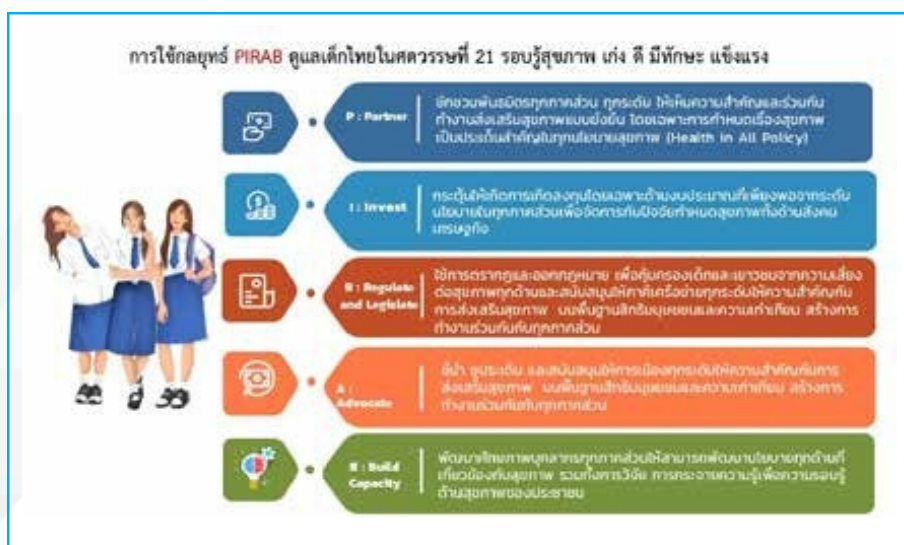 การใช้กลยุทธ์ PIRAB ดูแลเด็กไทยในศตวรรษที่ 21 รอบรู้สุขภาพ เก่ง ดี มีทักษะ แข็งแรง
P : Partner
ชักชวนพันธมิตรทุกภาคส่วน ทุกระดับ ให้เห็นความสำคัญและร่วมกัน
ทำงานส่งเสริมสุขภาพแบบยั่งยืน โดยเฉพาะการกำหนดเรื่องสุขภาพ
เป็นประเด็นสำคัญในทุกนโยบายสุขภาพ (Health in All Policy)
I : Invest
กระตุ้นให้เกิดการเกิดลงทุนโดยเฉพาะด้านงบประมาณที่เพียงพอจากระดับ
นโยบายในทุกภาคส่วนเพื่อจัดการกับปัจจัยกำหนดสุขภาพทั้งด้านสังคม
เศรษฐกิจ
R : Regulate
and Legislate
ใช้การตรากฎและออกกฎหมาย เพื่อคุ้มครองเด็กและเยาวชนจากความเสี่ยง
ต่อสุขภาพทุกด้านและสนับสนุนให้ภาคีเครือข่ายทุกระดับให้ความสำคัญกับ
การส่งเสริมสุขภาพ บนพื้นฐานสิทธิมนุษยชนและความเท่าเทียม สร้างการ
ทำงานร่วมกันกับทุกภาคส่วน
A :
Advocate
ชี้นำ ชูประเด็น และสนับสนุนให้การเมืองทุกระดับให้ความสำคัญกับการ
ส่งเสริมสุขภาพ บนพื้นฐานสิทธิมนุษยชนและความเท่าเทียม สร้างการ
ทำงานร่วมกันกับทุกภาคส่วน
B : Build
Capacity
พัฒนาศักยภาพบุคลากรทุกภาคส่วนให้สามารถพัฒนานโยบายทุกด้านที่
เกี่ยวข้องกับสุขภาพ รวมทั้งการวิจัย การกระจายความรู้เพื่อความรอบรู้
ด้านสุขภาพของประชาชน